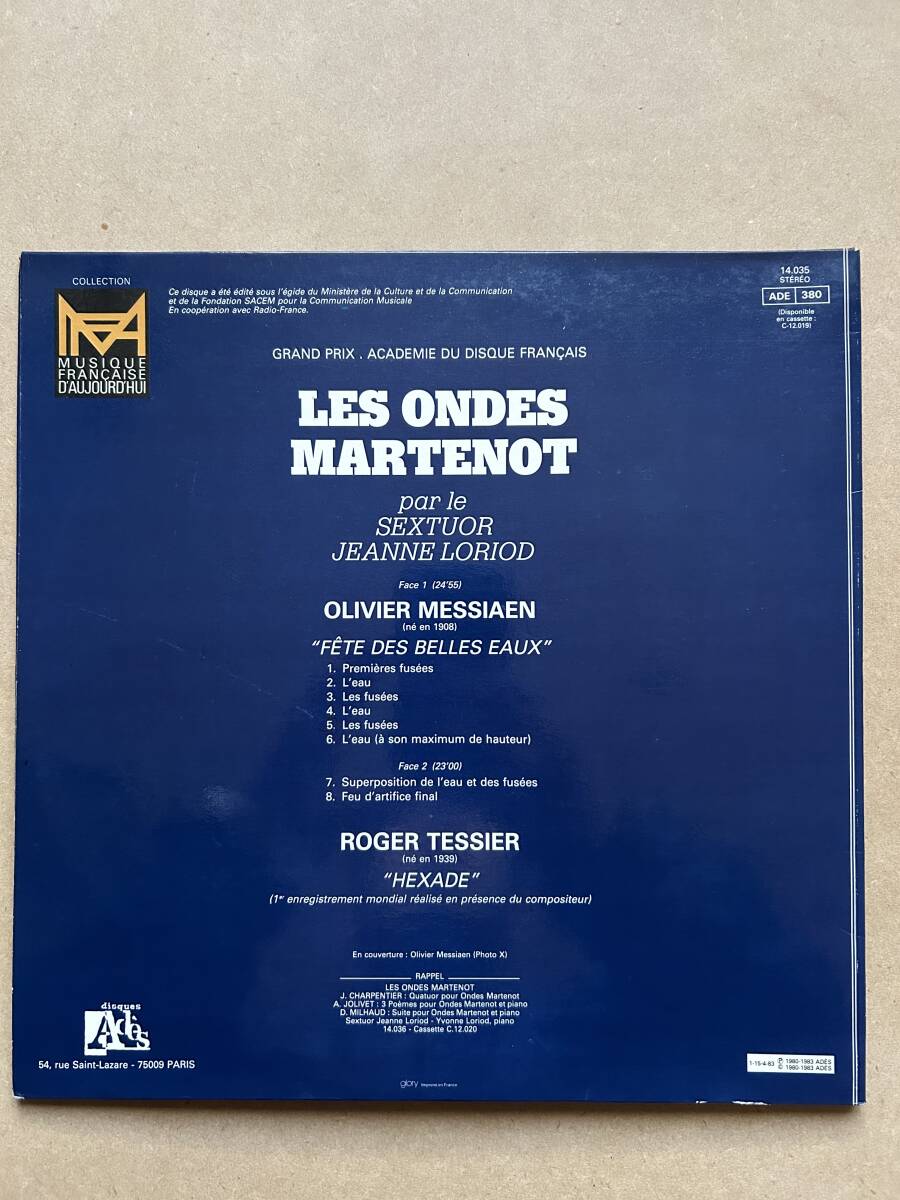 COLLECTION
MFA
MUSIQUE
FRANÇAISE
D'AUJOURD'HUI
Ce disque a été édité sous l'égide du Ministère de la Culture et de la Communication
et de la Fondation SACEM pour la Communication Musicale
En coopération avec Radio-France.
14.035
STÉRÉO
ADE 380
(Disponible
en cassette :
C-12.019)
GRAND PRIX . ACADEMIE DU DISQUE FRANÇAIS
LES ONDES
MARTENOT
par le
SEXTUOR
JEANNE LORIOD
Face 1 (24'55)
OLIVIER MESSIAEN
(né en 1908)
"FÊTE DES BELLES EAUX"
1. Premières fusées
2. L'eau
3. Les fusées
4. L'eau
5. Les fusées
6. L'eau (à son maximum de hauteur)
Face 2 (23'00)
7. Superposition de l'eau et des fusées
8. Feu d'artifice final
ROGER TESSIER
(né en 1939)
"HEXADE"
(1er enregistrement mondial réalisé en présence du compositeur)
En couverture : Olivier Messiaen (Photo X)
RAPPEL
LES ONDES MARTENOT
J. CHARPENTIER : Quatuor pour Ondes Martenot
A. JOLIVET : 3 Poèmes pour Ondes Martenot et piano
D. MILHAUD : Suite pour Ondes Martenot et piano
Sextuor Jeanne Loriod - Yvonne Loriod, piano
14.036 - Cassette C.12.020
disques
Adès
54, rue Saint-Lazare - 75009 PARIS
1-15-4-83
℗ 1980-1983 ADÈS
© 1980-1983 ADÈS
glory Imprimé en France